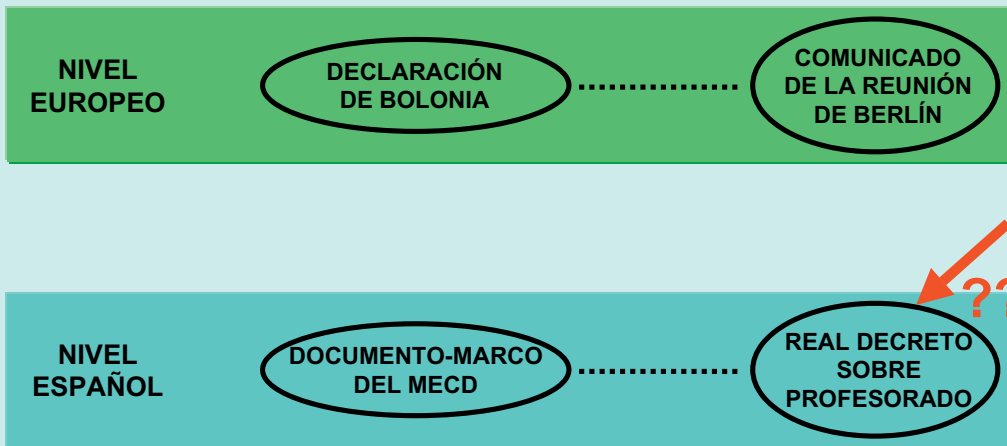 NIVEL
EUROPEO
DECLARACIÓN
DE BOLONIA
COMUNICADO
DE LA REUNIÓN
DE BERLÍN
??
NIVEL
ESPAÑOL
DOCUMENTO-MARCO
DEL MECD
REAL DECRETO
SOBRE
PROFESORADO